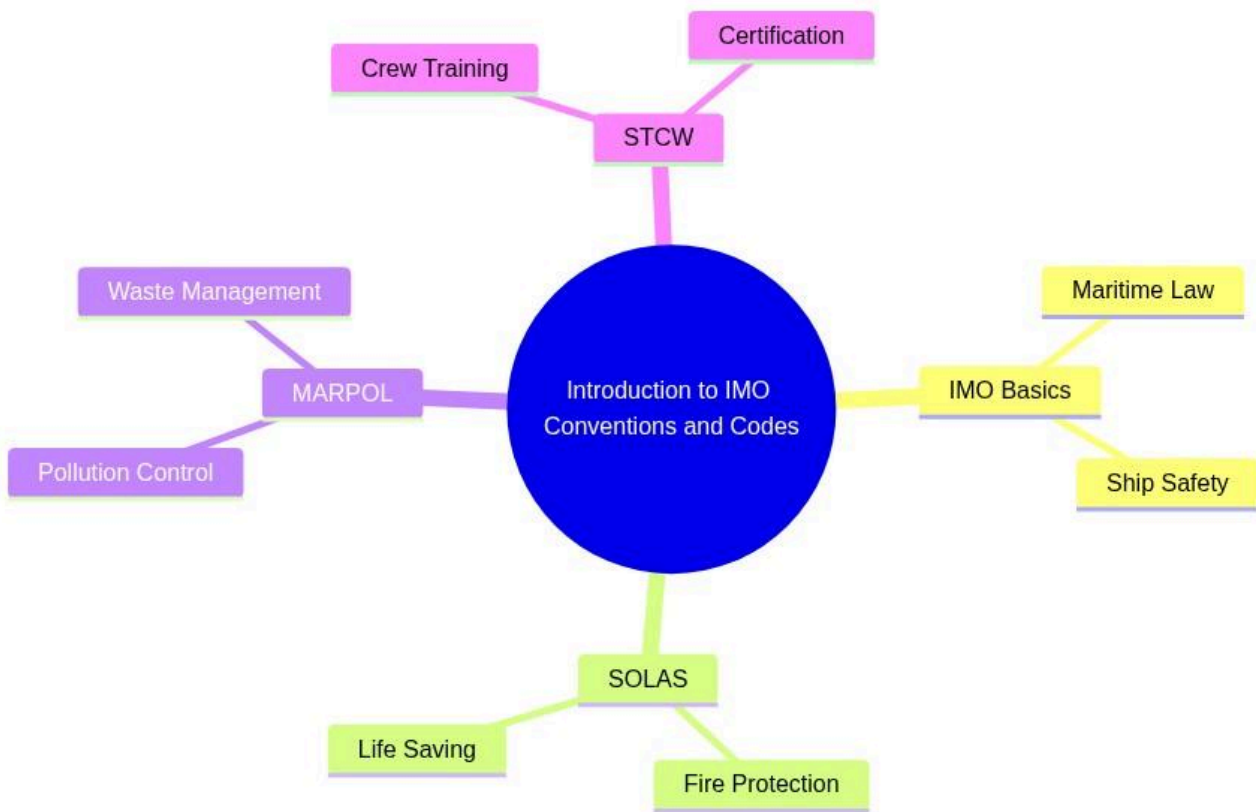 Certification
Crew Training
STCW
Waste Management
MARPOL
Pollution Control
Introduction to IMO
Conventions and Codes
Maritime Law
IMO Basics
Ship Safety
SOLAS
Life Saving
Fire Protection